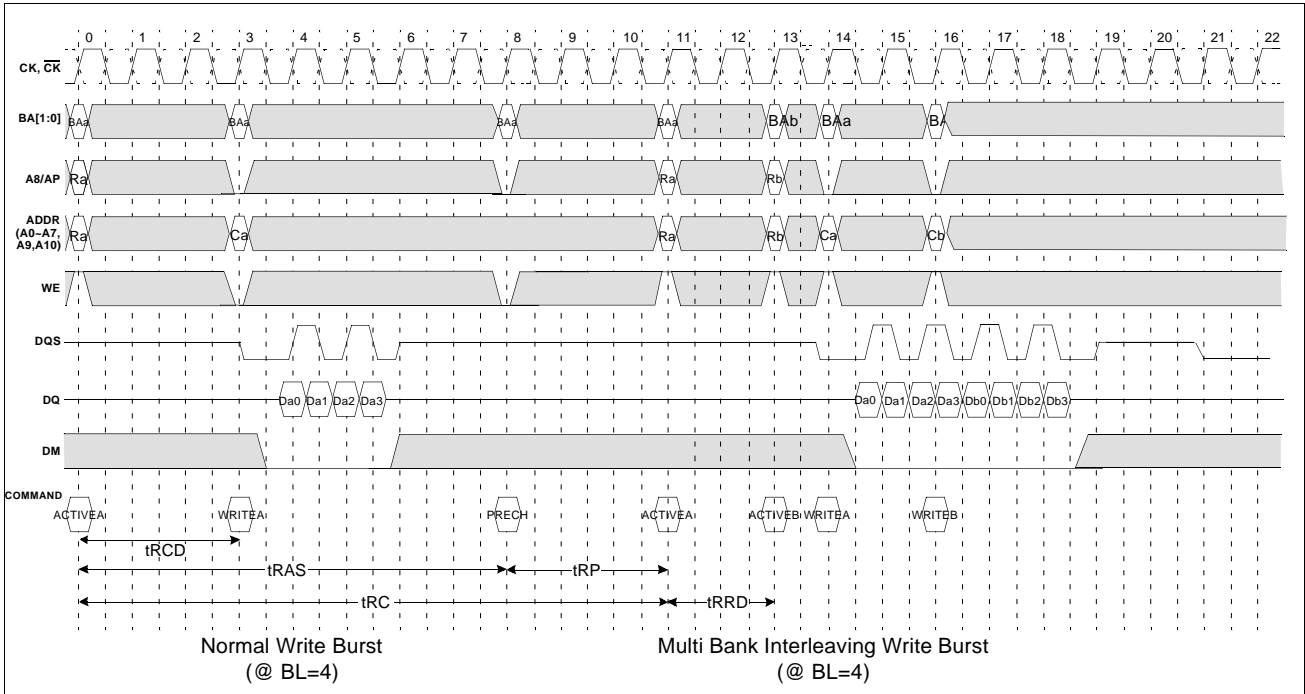 0 1 2 3 4 5 6 7 8 9 10 11 12 13 14 15 16 17 18 19 20 21 22
CK, CK
BA[1:0] BAa BAa BAa BAa BAb BAa BA
A8/AP Ra Ra Rb
ADDR
(A0~A7,
A9,A10)
Ra Ca Ra Rb Ca Cb
WE
DQS
DQ Da0 Da1 Da2 Da3 Da0 Da1 Da2 Da3 Db0 Db1 Db2 Db3
DM
COMMAND
ACTIVEA WRITEA PRECH ACTIVEA ACTIVEB WRITEA WRITEB
tRCD
tRAS tRP
tRC tRRD
Normal Write Burst Multi Bank Interleaving Write Burst
(@ BL=4) (@ BL=4)